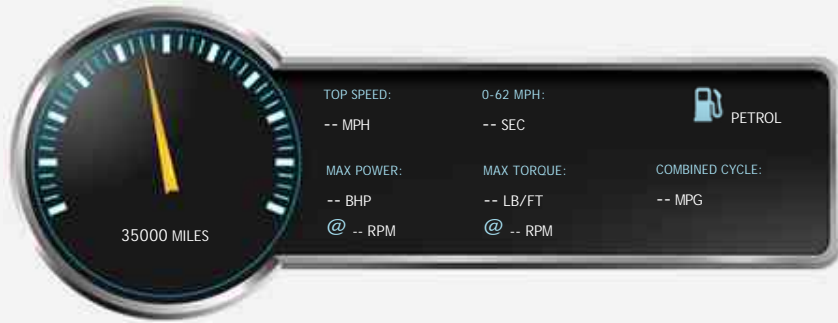 TOP SPEED:
-- MPH
0-62 MPH:
-- SEC
PETROL
MAX POWER:
-- BHP
@ -- RPM
MAX TORQUE:
-- LB/FT
@ -- RPM
COMBINED CYCLE:
-- MPG
35000 MILES